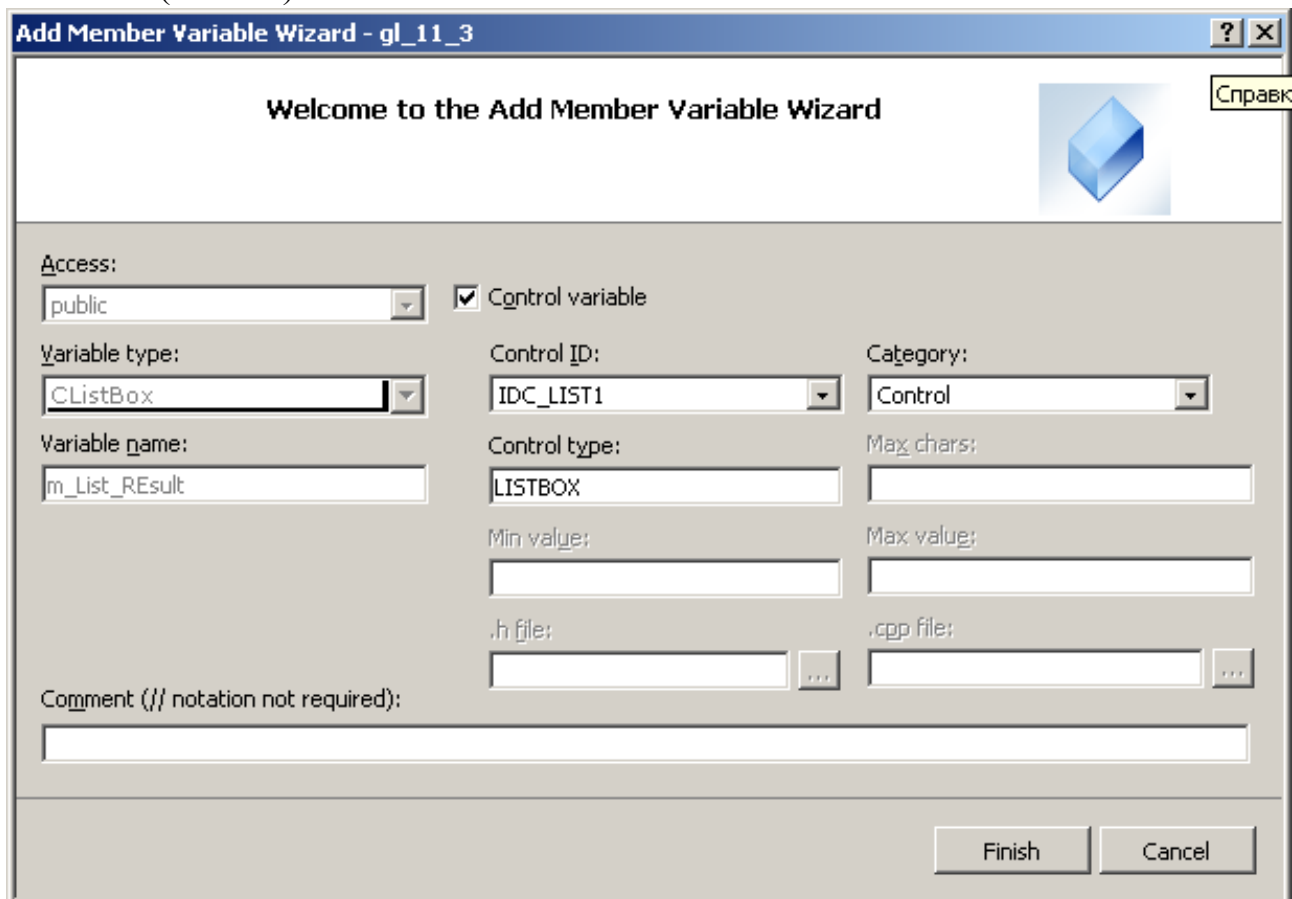 Add Member Variable Wizard - gl_11_3
Welcome to the Add Member Variable Wizard
Справк
Access:
public
Control variable
Variable type:
Control ID:
Category:
CListBox
IDC_LIST1
Control
Variable name:
Control type:
Max chars:
m_List_REsult
LISTBOX
Min value:
Max value:
.h file:
.cpp file:
...
...
Comment (// notation not required):
Finish
Cancel